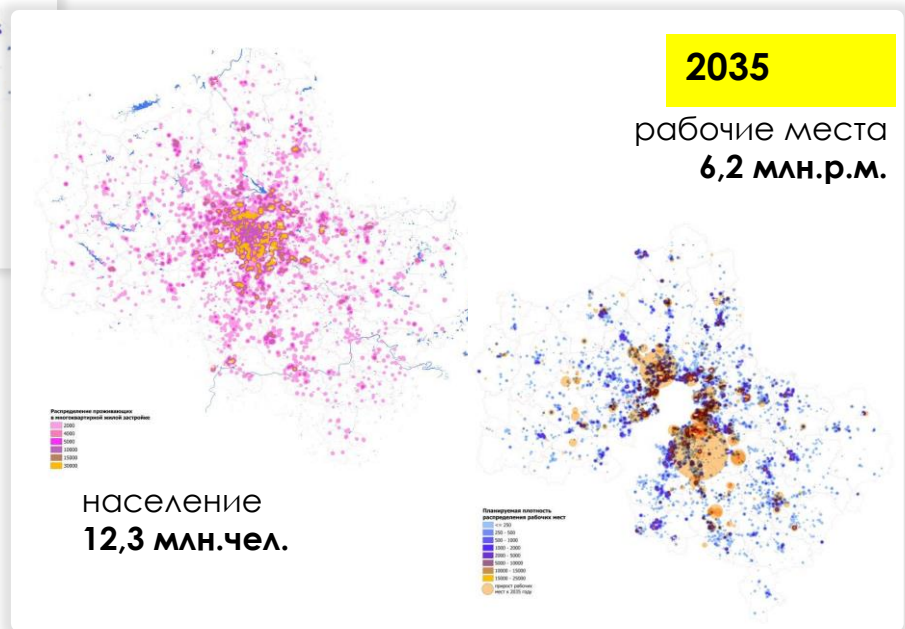 2035
рабочие места
6,2 млн.р.м.
Распределение проживающих
в многоквартирной жилой застройке
2000
4000
5000
10000
15000
30000
население
12,3 млн.чел.
Планируемая плотность
распределения рабочих мест
<= 250
250 - 500
500 - 1000
1000 - 2000
2000 - 5000
5000 - 10000
10000 - 15000
15000 - 25000
прирост рабочих
мест к 2035 году